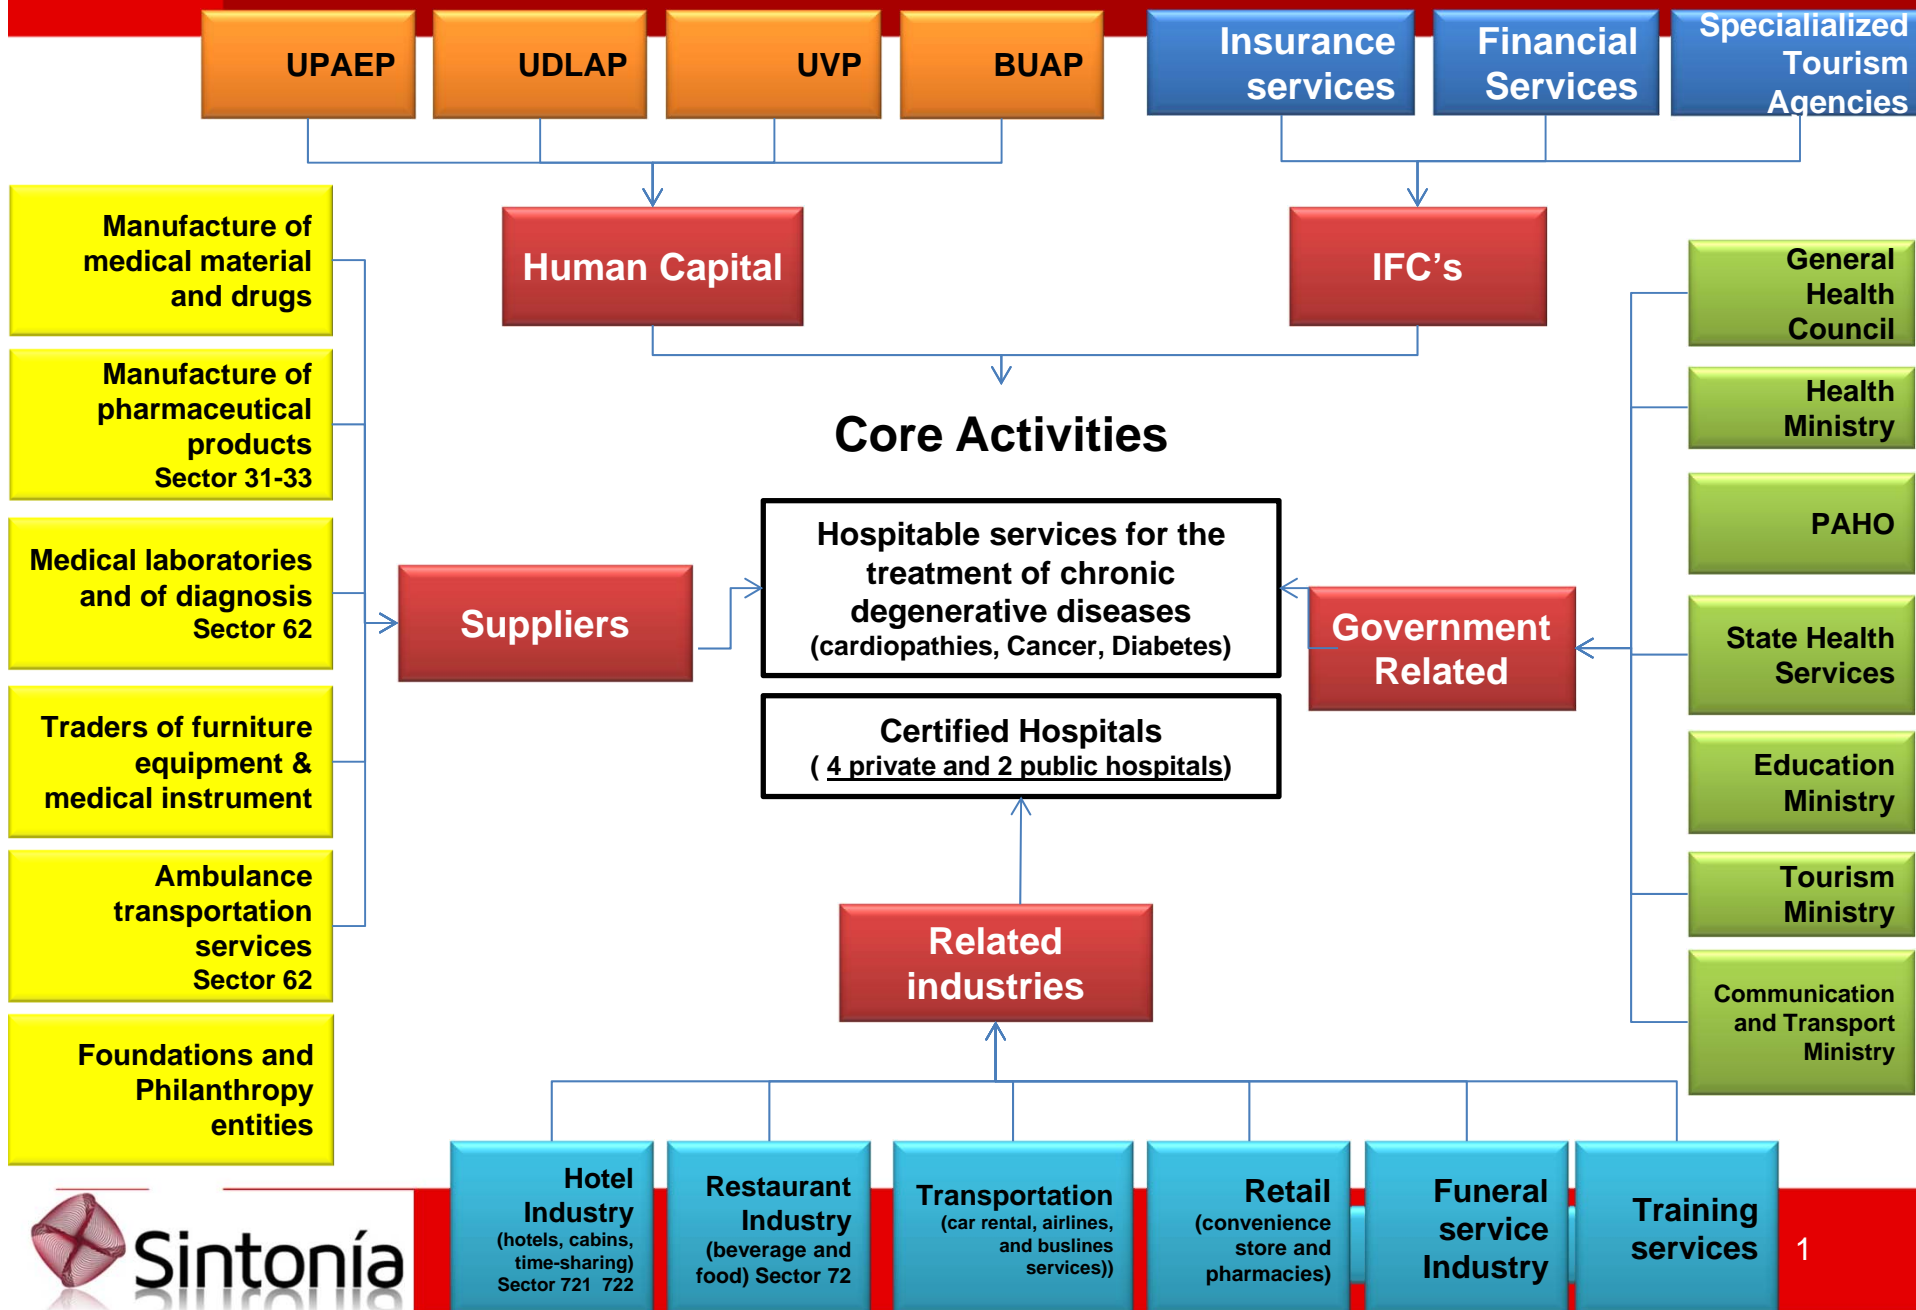 UPAEP
UDLAP
UVP
BUAP
Insurance
services
Financial
Services
Specialialized
Tourism
Agencies
Manufacture of
medical material
and drugs
Manufacture of
pharmaceutical
products
Sector 31-33
Medical laboratories
and of diagnosis
Sector 62
Traders of furniture
equipment &
medical instrument
Ambulance
transportation
services
Sector 62
Foundations and
Philanthropy
entities
Human Capital
IFC’s
Core Activities
Hospitable services for the
treatment of chronic
degenerative diseases
(cardiopathies, Cancer, Diabetes)
Certified Hospitals
( 4 private and 2 public hospitals)
Suppliers
Government
Related
Related
industries
General
Health
Council
Health
Ministry
PAHO
State Health
Services
Education
Ministry
Tourism
Ministry
Communication
and Transport
Ministry
Hotel
Industry
(hotels, cabins,
time-sharing)
Sector 721 722
Restaurant
Industry
(beverage and
food) Sector 72
Transportation
(car rental, airlines,
and buslines
services))
Retail
(convenience
store and
pharmacies)
Funeral
service
Industry
Training
services
Sintonía
1